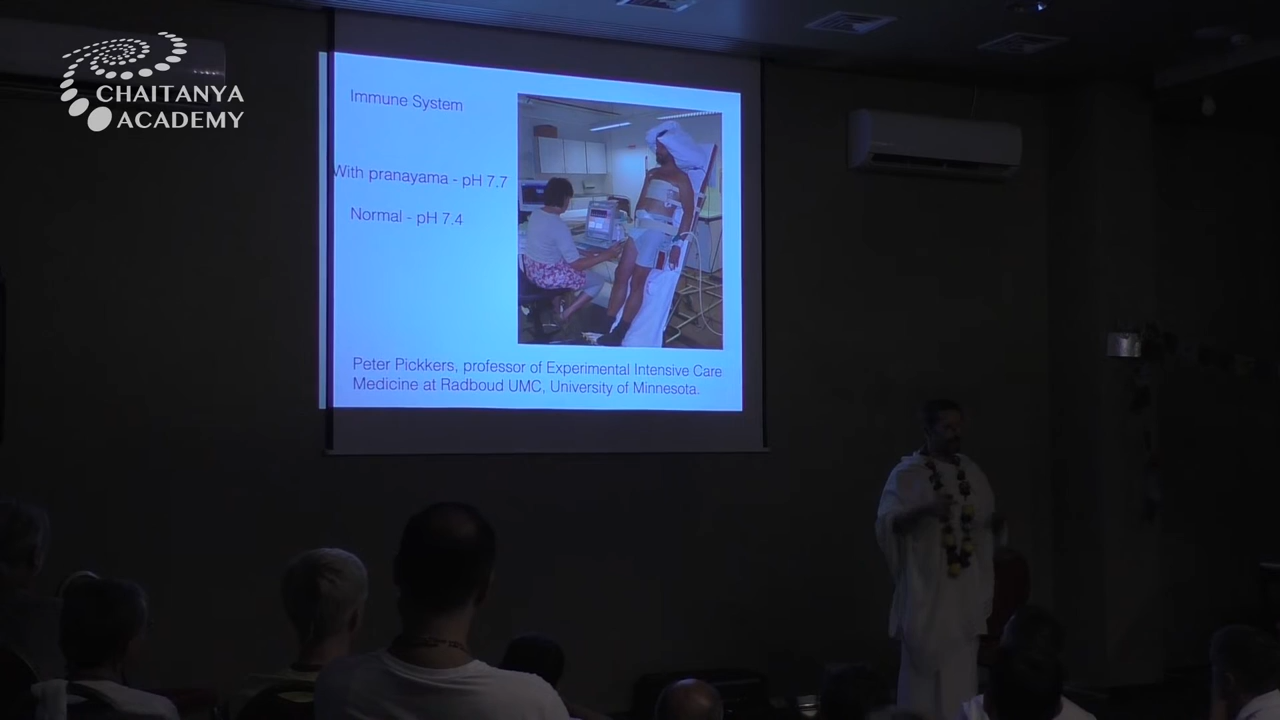 CHAITANYA
ACADEMY
Immune System
With pranayama - pH 7.7
Normal - pH 7.4
Peter Pickkers, professor of Experimental Intensive Care
Medicine at Radboud UMC, University of Minnesota.